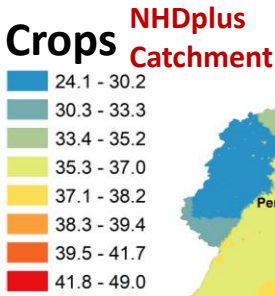 Crops NHDplus
Catchment
24.1 - 30.2
30.3 - 33.3
33.4 - 35.2
35.3 - 37.0
37.1 - 38.2
38.3 - 39.4
39.5 - 41.7
41.8 - 49.0
Per